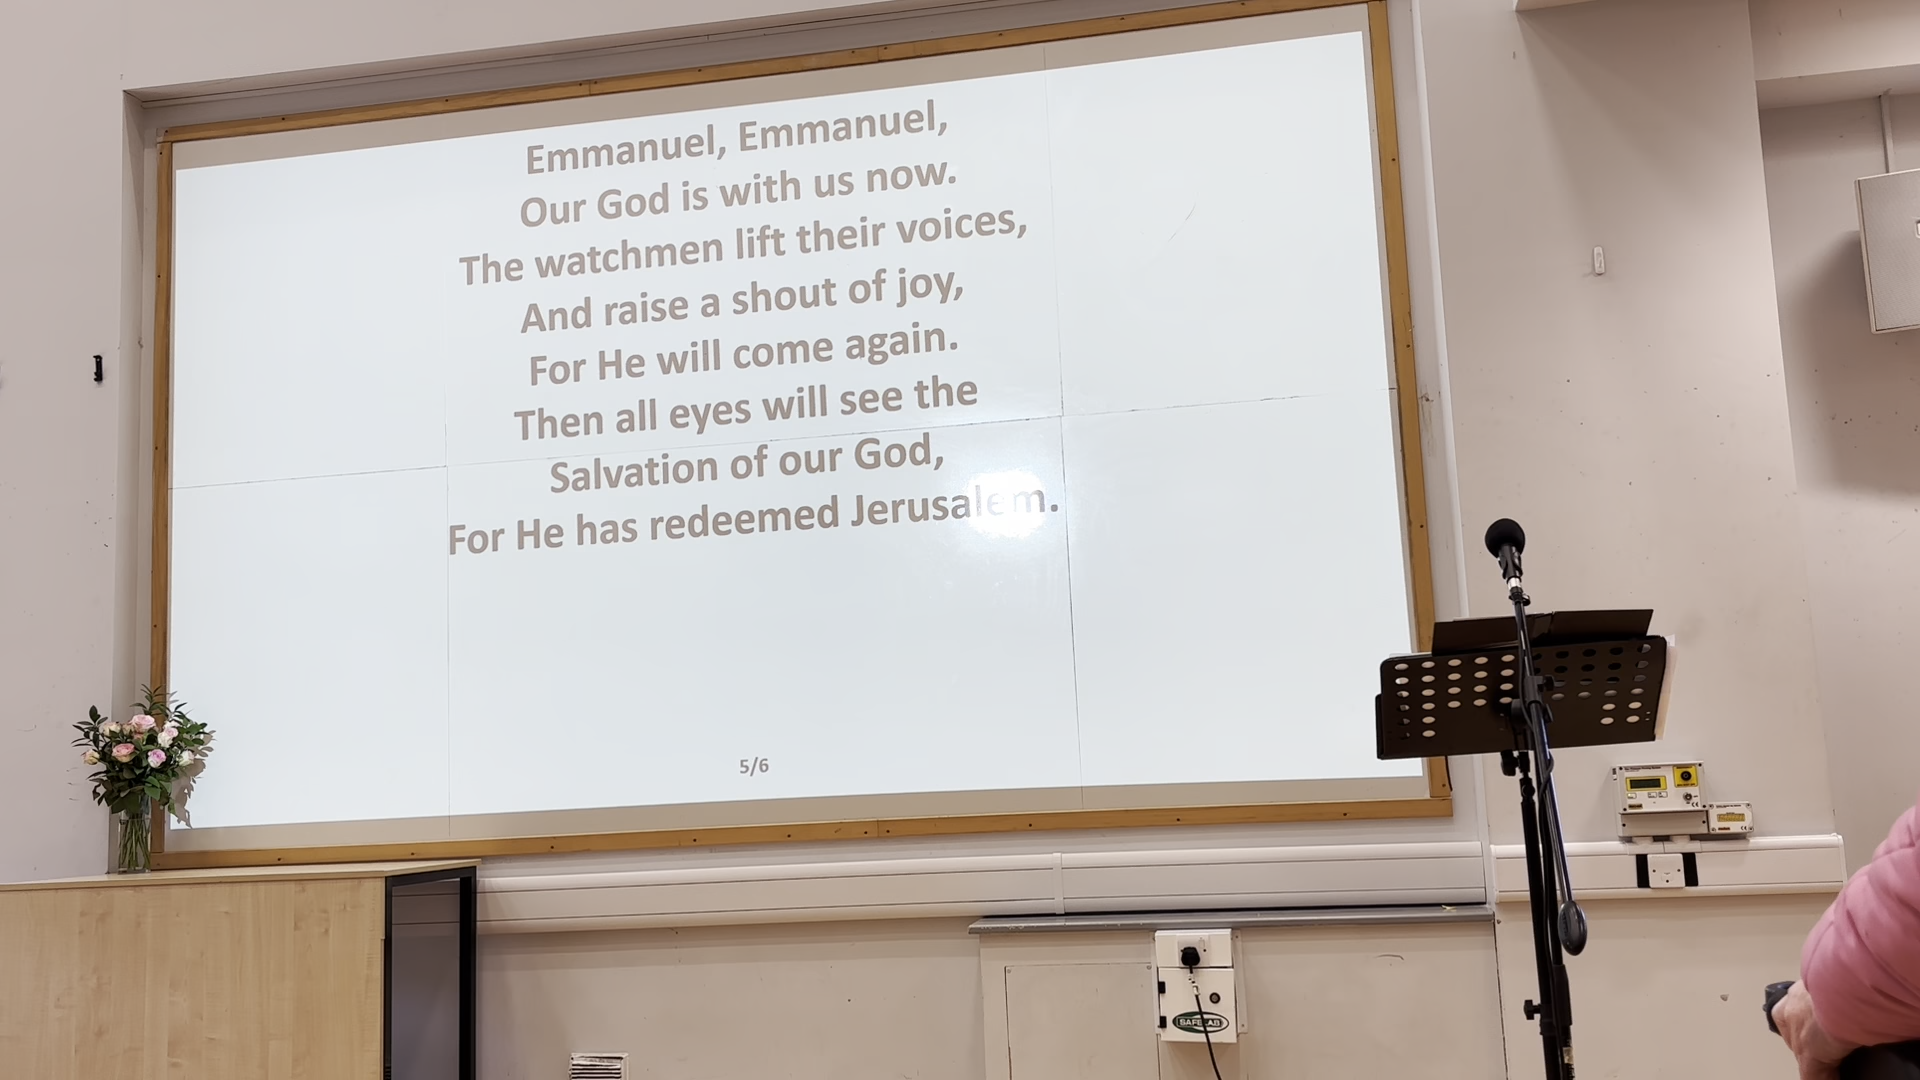 Emmanuel, Emmanuel,
Our God is with us now.
The watchmen lift their voices,
And raise a shout of joy,
For He will come again.
Then all eyes will see the
Salvation of our God,
For He has redeemed Jerusalem.
5/6
SAFELAB